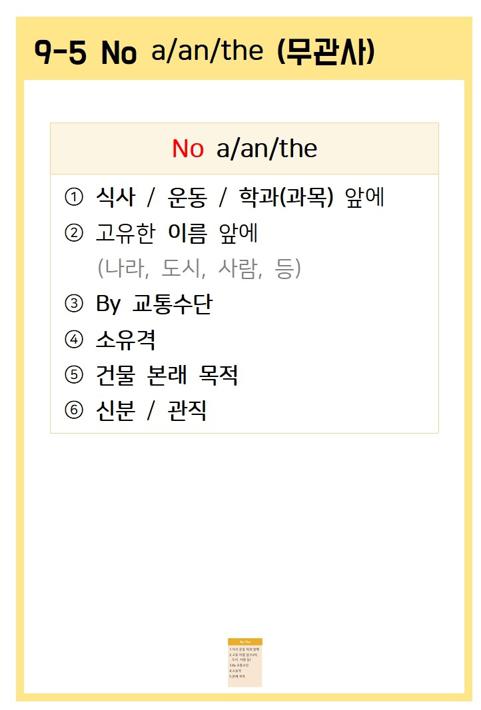 9-5 No a/an/the (무관사)
No a/an/the
① 식사 / 운동 / 학과(과목) 앞에
② 고유한 이름 앞에
(나라, 도시, 사람, 등)
③ By 교통수단
④ 소유격
⑤ 건물 본래 목적
⑥ 신분 / 관직